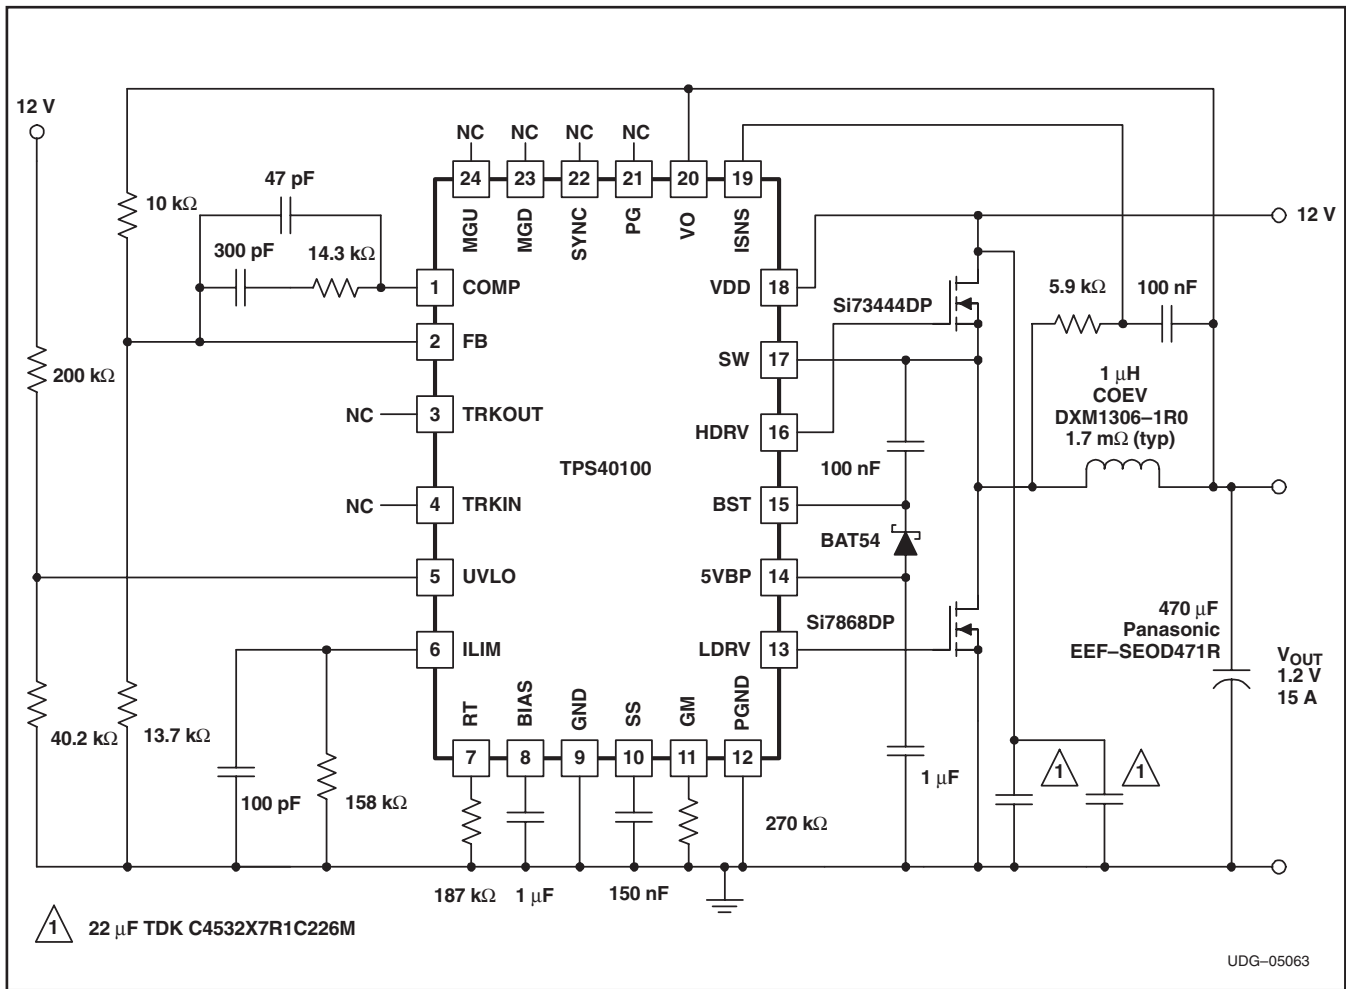 12 V
NC NC NC NC
24 23 22 21 20 19
MGU MGD SYNC PG VO ISNS
47 pF
10 kΩ
300 pF 14.3 kΩ
1 COMP
2 FB
200 kΩ
NC 3 TRKOUT
NC 4 TRKIN
5 UVLO
6 ILIM
TPS40100
VDD 18
SW 17
HDRV 16
BST 15
5VBP 14
LDRV 13
12 V
Si73444DP
5.9 kΩ 100 nF
1 μH
COEV
DXM1306–1R0
1.7 mΩ (typ)
100 nF
BAT54
Si7868DP
470 μF
Panasonic
EEF–SEOD471R
VOUT
1.2 V
15 A
RT BIAS GND SS GM PGND
7 8 9 10 11 12
40.2 kΩ 13.7 kΩ
100 pF 158 kΩ
1 μF
1 1
270 kΩ
187 kΩ 1 μF 150 nF
1 22 μF TDK C4532X7R1C226M
UDG–05063